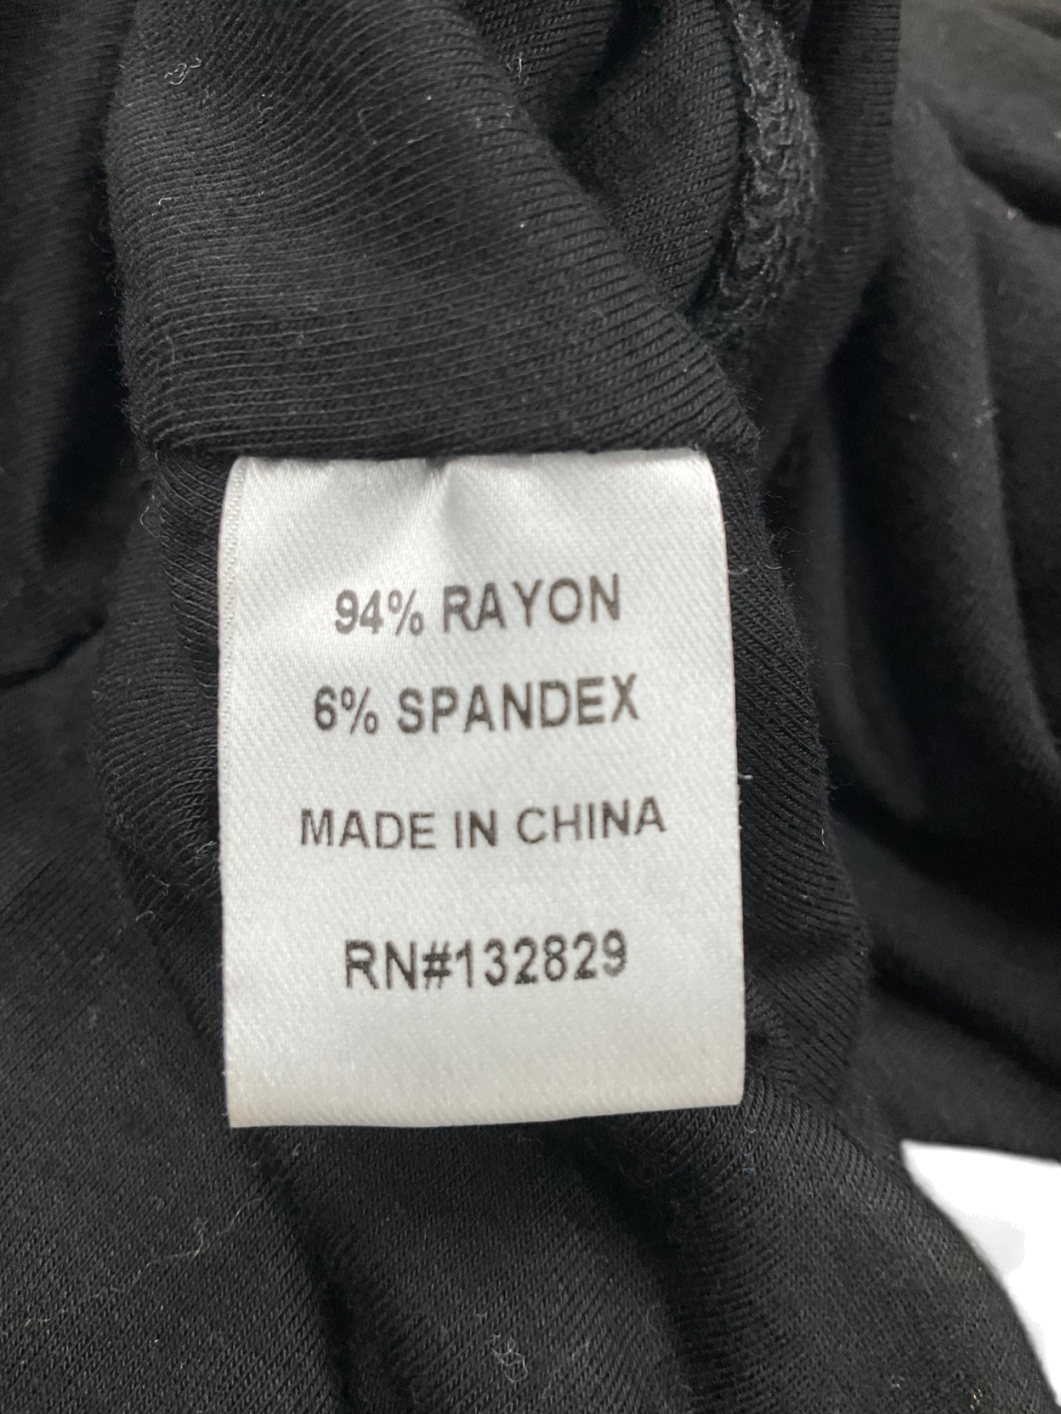 94% RAYON
6% SPANDEX
MADE IN CHINA
RN#132829